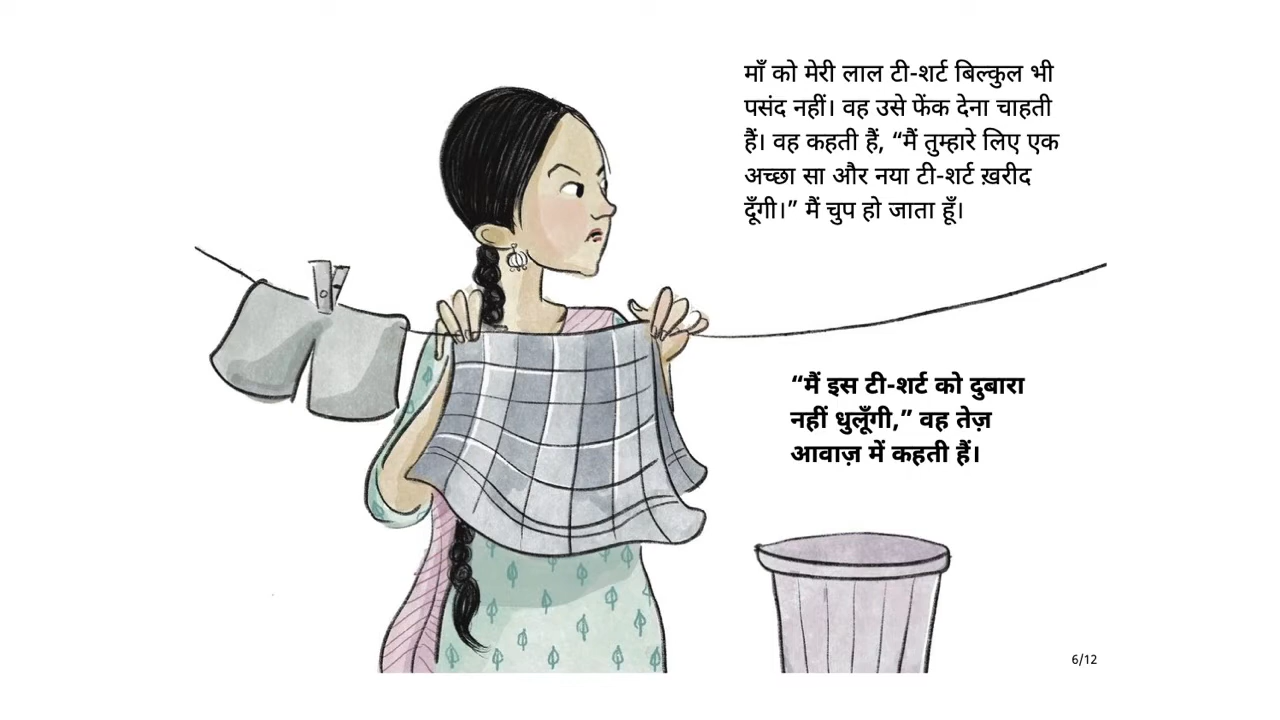 माँ को मेरी लाल टी-शर्ट बिल्कुल भी
पसंद नहीं। वह उसे फेंक देना चाहती
हैं। वह कहती हैं, “मैं तुम्हारे लिए एक
अच्छा सा और नया टी-शर्ट ख़रीद
दूँगी।” मैं चुप हो जाता हूँ।
“मैं इस टी-शर्ट को दुबारा
नहीं धुलूँगी,” वह तेज़
आवाज़ में कहती हैं।
6/12